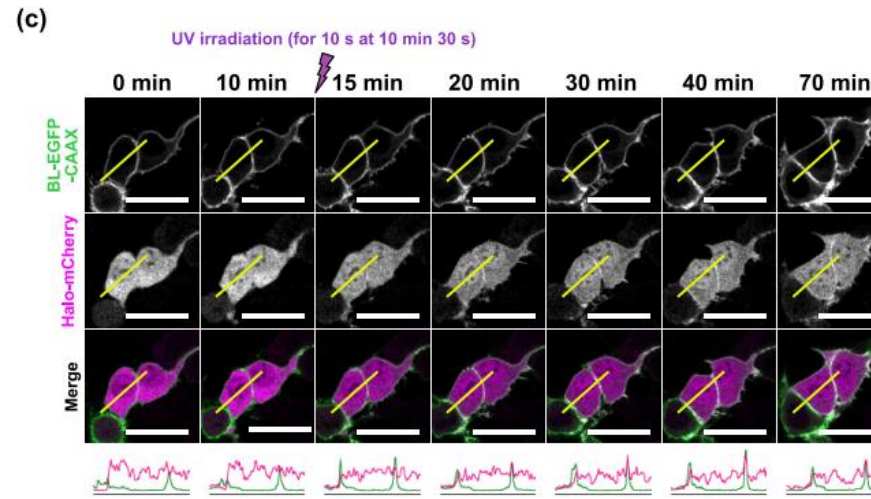 (c)
UV irradiation (for 10 s at 10 min 30 s)
0 min 10 min 15 min 20 min 30 min 40 min 70 min
BL-EGFP
-CAAX
Halo-mCherry
Merge